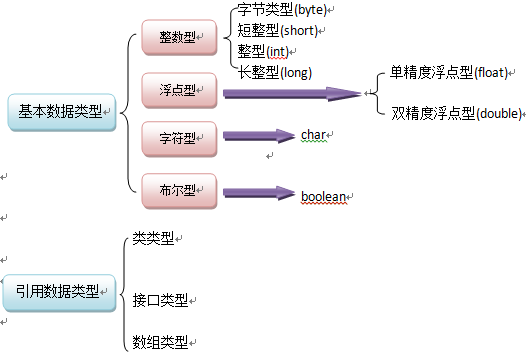 字节类型(byte)
短整型(short)
整数型
整型(int)
长整型(long)
单精度浮点型(float)
浮点型
基本数据类型
双精度浮点型(double)
字符型
char
布尔型
boolean
类类型
引用数据类型
接口类型
数组类型